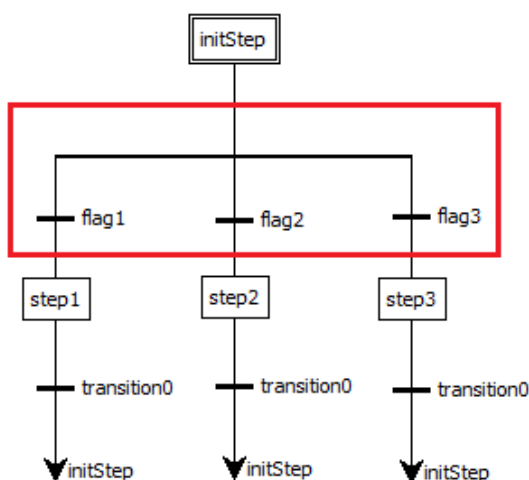 initStep
flag1
flag2
flag3
step1
step2
step3
transition0
transition0
transition0
initStep
initStep
initStep